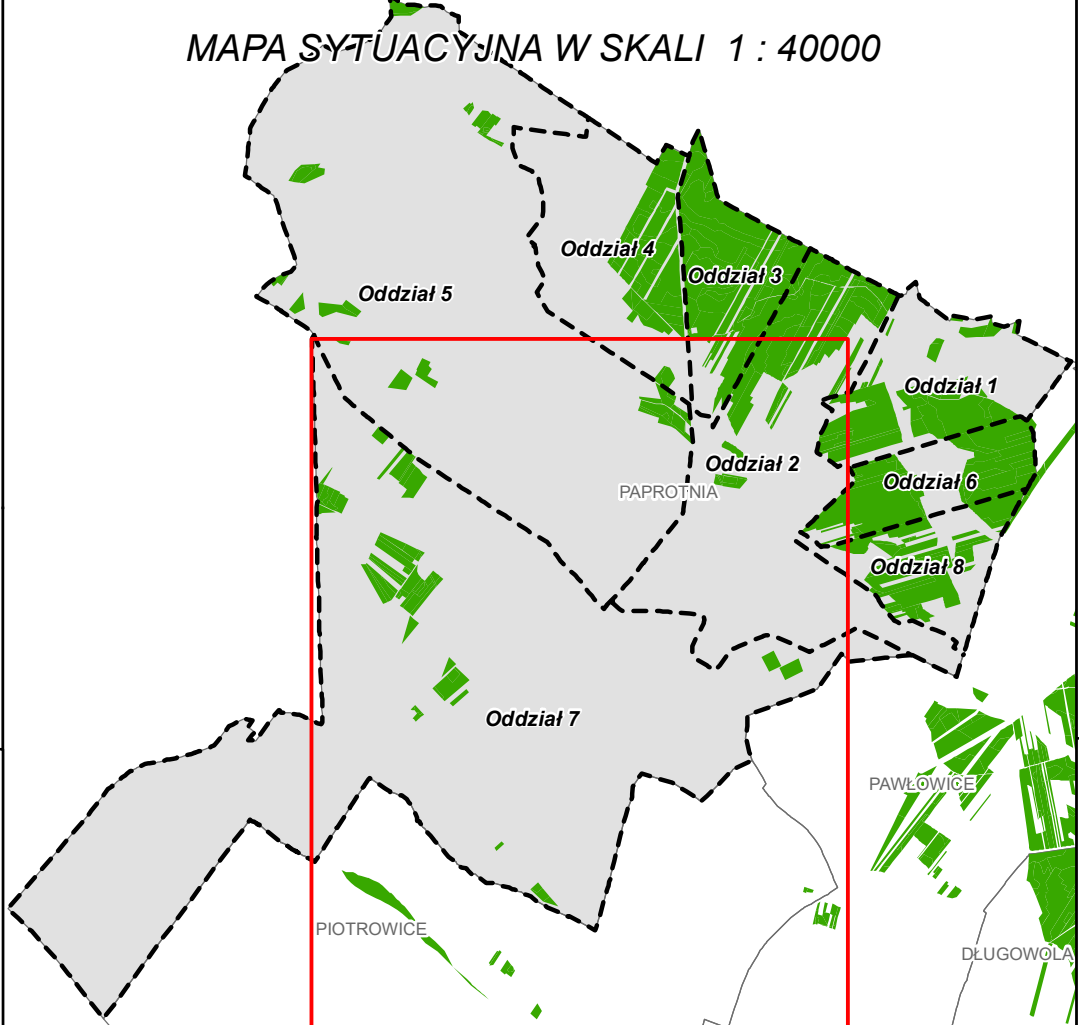 MAPA SYTUACYJNA W SKALI 1 : 40000
Oddział 4
Oddział 3
Oddział 5
Oddział 1
Oddział 2
Oddział 6
PAPROTNIA
Oddział 8
Oddział 7
PAWŁOWICE
PIOTROWICE
DŁUGOWOLA